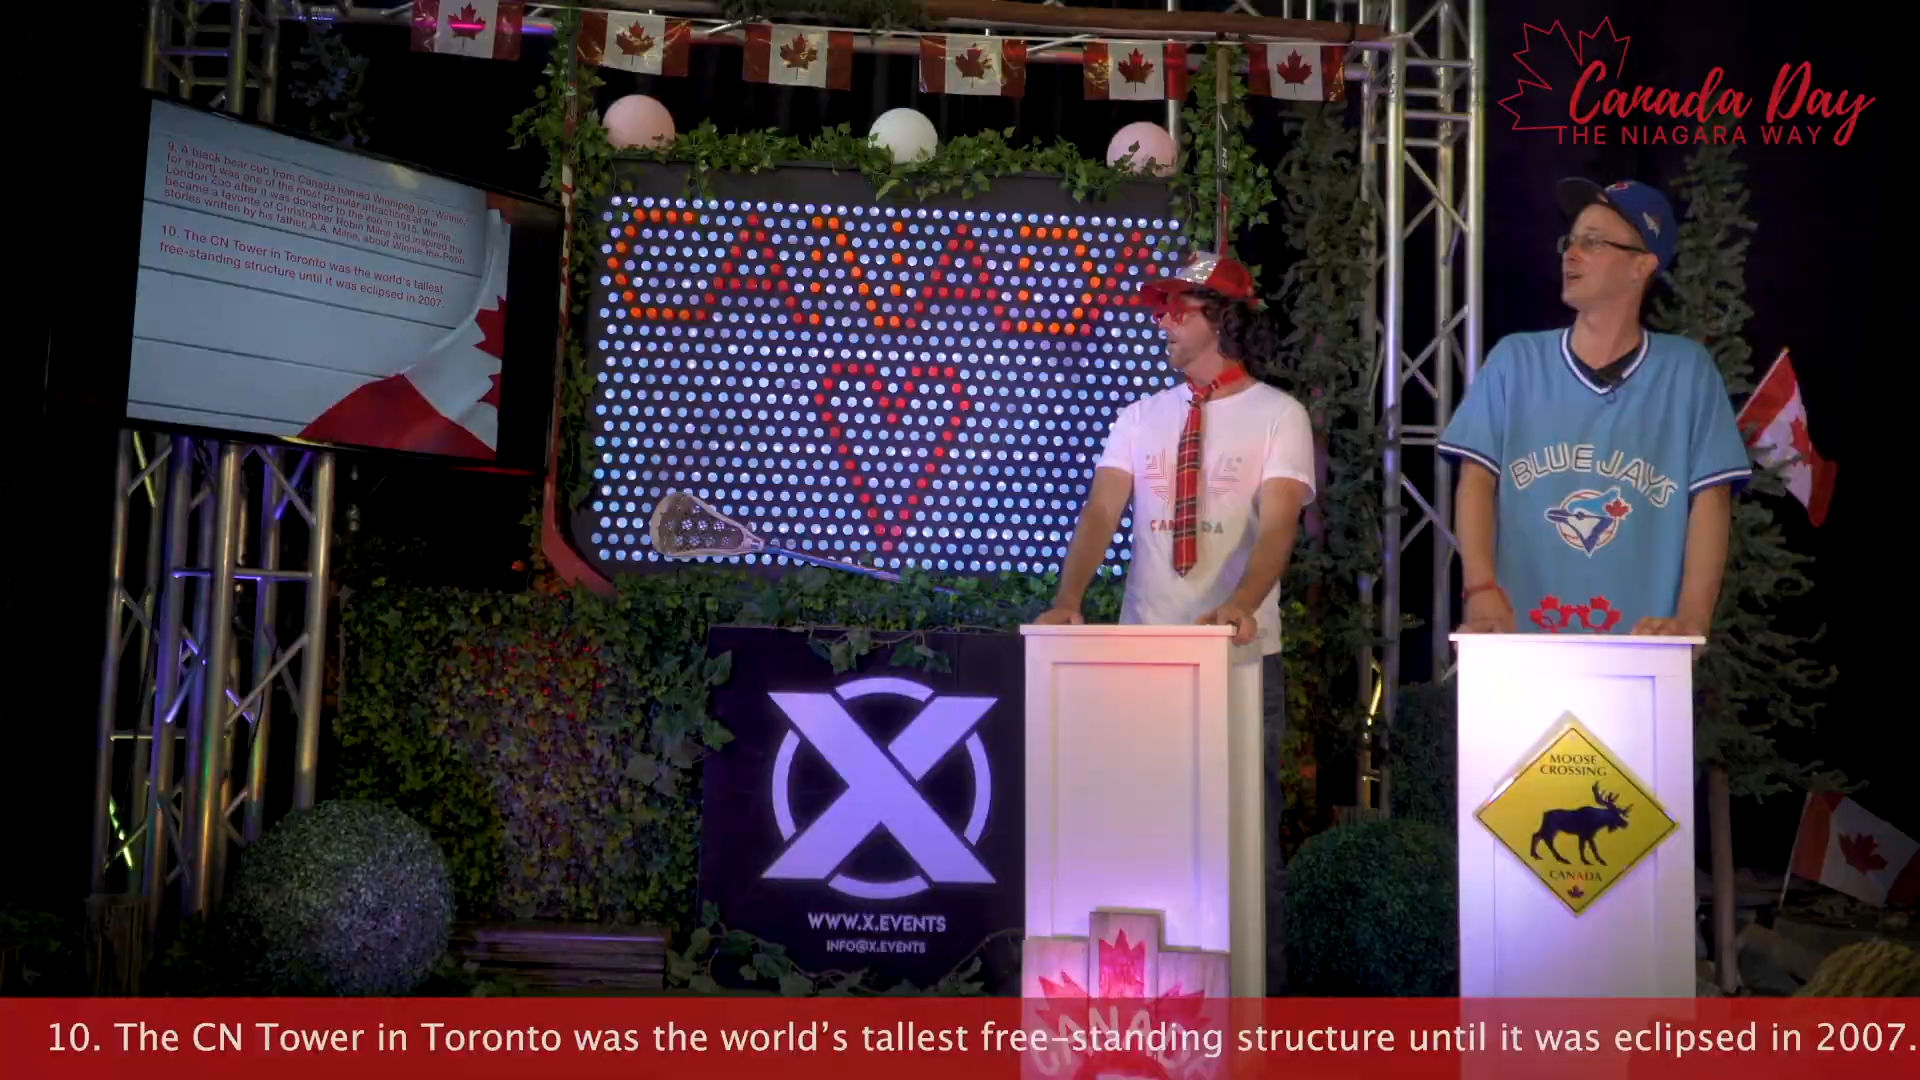 Canada Day
THE NIAGARA WAY
9. A black bear cub from Canada named Winnipeg (or "Winnie,"
for short) was one of the most popular attractions at the
London Zoo after it was donated to the zoo in 1915. Winnie
became a favorite of Christopher Robin Milne and inspired the
stories written by his father, A.A. Milne, about Winnie-the-Pooh
10. The CN Tower in Toronto was the world's tallest
free-standing structure until it was eclipsed in 2007.
CANADA
CANADA
BLUE JAYS
MOOSE
CROSSING
CANADA
WWW.X.EVENTS
INFO@X.EVENTS
CANADA
10. The CN Tower in Toronto was the world's tallest free-standing structure until it was eclipsed in 2007.